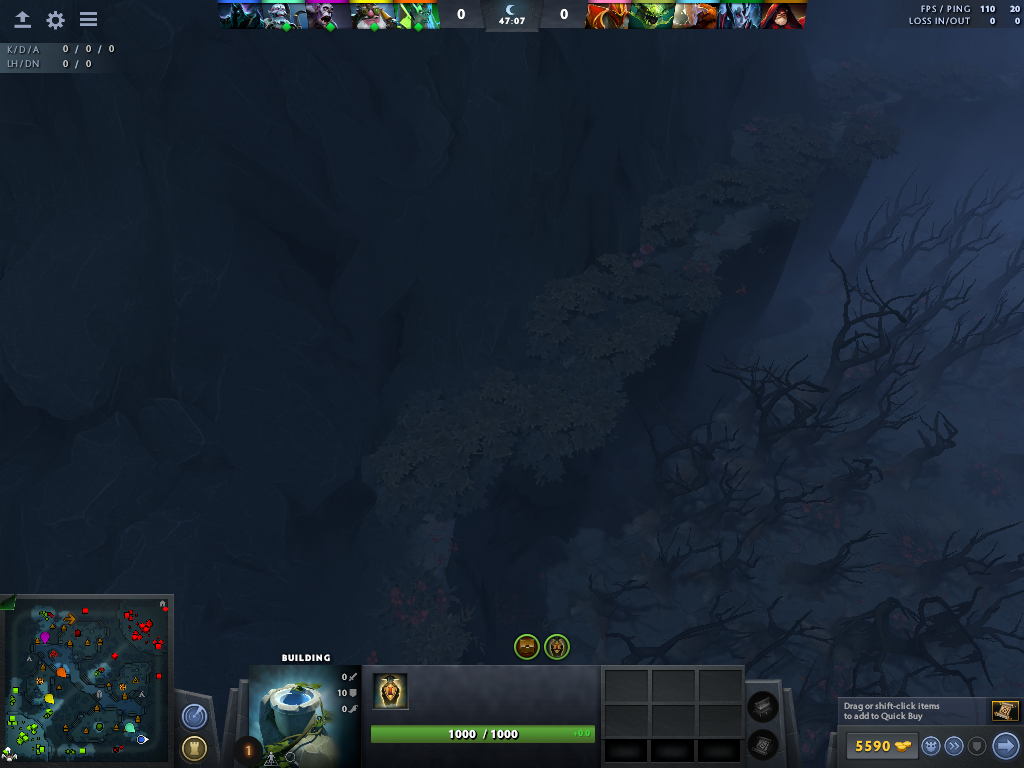 0 47:07 0
FPS / PING 110 20
LOSS IN/OUT 0 0
K/D/A 0 / 0 / 0
LH/DN 0 / 0
BUILDING
0
10
0
1
1000 / 1000 +0.0
Drag or shift-click items
to add to Quick Buy
5590